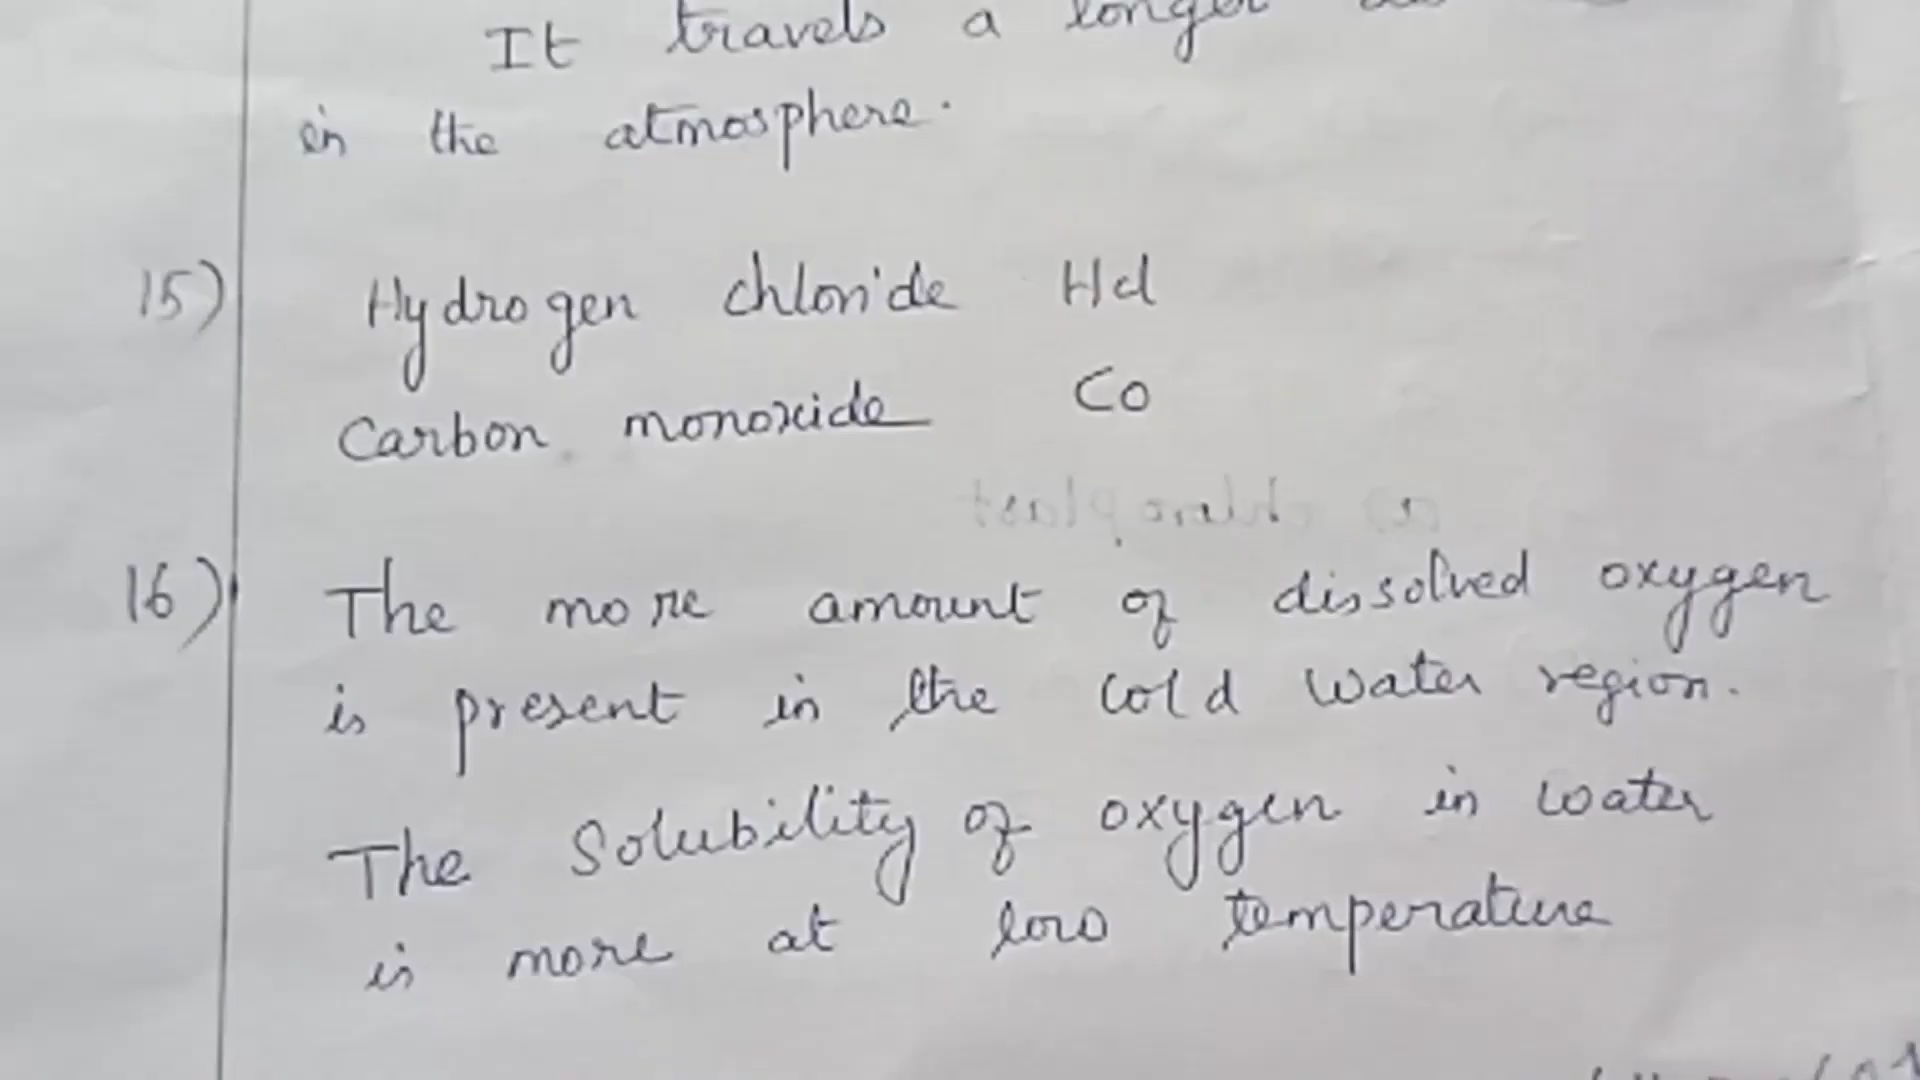 It travels a longer
in the atmosphere.
15) Hydrogen chloride HCl
Carbon monoxide CO
16) The more amount of dissolved oxygen
is present in the cold water region.
The Solubility of oxygen in water
is more at low temperature